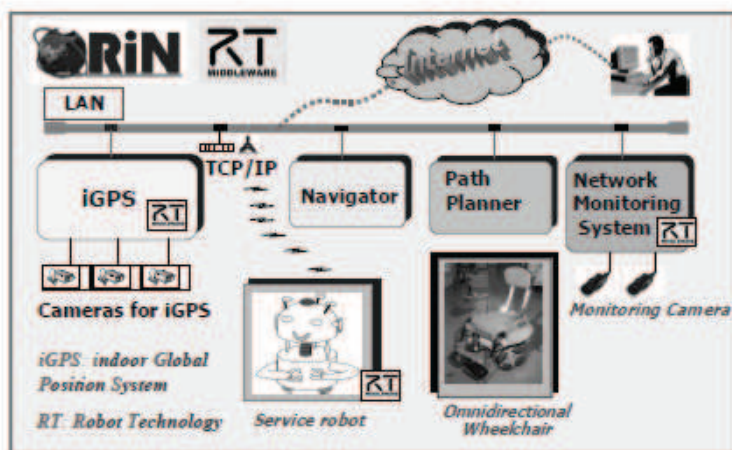 ORiN
RT
MIDDLEWARE
Internet
LAN
TCP/IP
iGPS
RT
Navigator
Path
Planner
Network
Monitoring
System
RT
Cameras for iGPS
Monitoring Camera
iGPS: indoor Global
Position System
RT: Robot Technology
RT
Service robot
Omnidirectional
Wheelchair